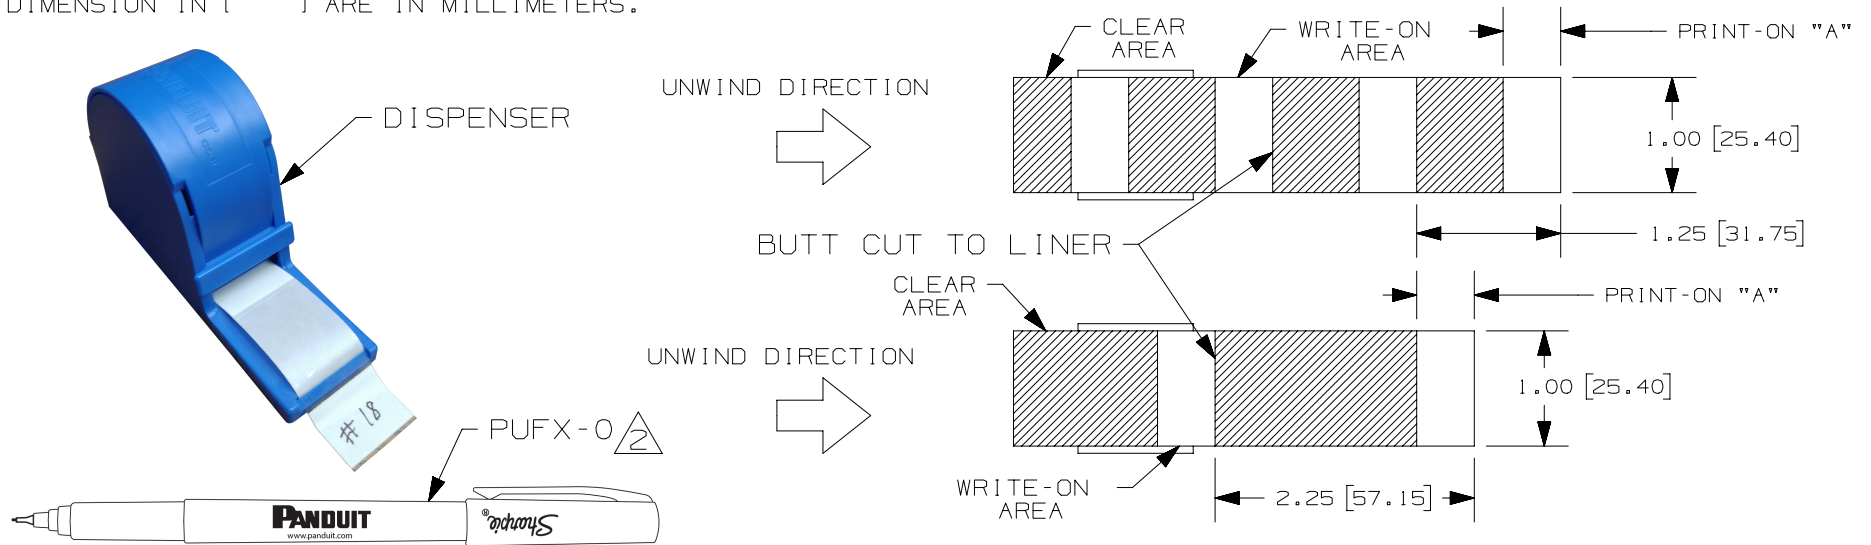 DIMENSION IN [ ] ARE IN MILLIMETERS.
CLEAR
AREA
WRITE-ON
AREA
PRINT-ON "A"
UNWIND DIRECTION
PANDUIT
.COM
DISPENSER
1.00 [25.40]
BUTT CUT TO LINER
1.25 [31.75]
CLEAR
AREA
PRINT-ON "A"
UNWIND DIRECTION
1.00 [25.40]
#18
PUFX-0 2
WRITE-ON
AREA
2.25 [57.15]
PANDUIT
www.panduit.com
Sharpie®